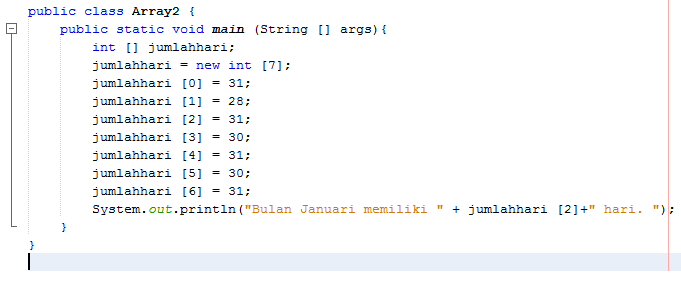 public class Array2 {
public static void main (String [] args){
int [] jumlahhari;
jumlahhari = new int [7];
jumlahhari [0] = 31;
jumlahhari [1] = 28;
jumlahhari [2] = 31;
jumlahhari [3] = 30;
jumlahhari [4] = 31;
jumlahhari [5] = 30;
jumlahhari [6] = 31;
System.out.println("Bulan Januari memiliki " + jumlahhari [2]+" hari. ");
}
}